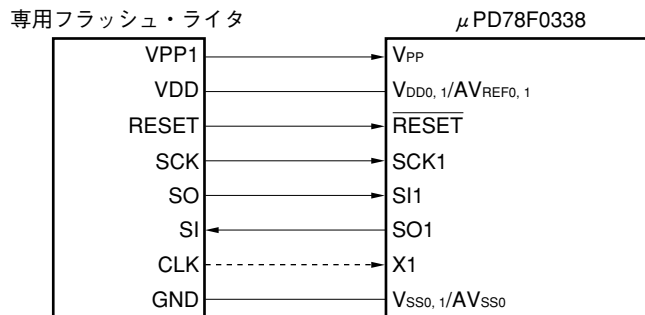 専用フラッシュ・ライタ μPD78F0338
VPP1 VPP
VDD VDD0, 1/AVREF0, 1
RESET RESET
SCK SCK1
SO SI1
SI SO1
CLK X1
GND VSS0, 1/AVSS0